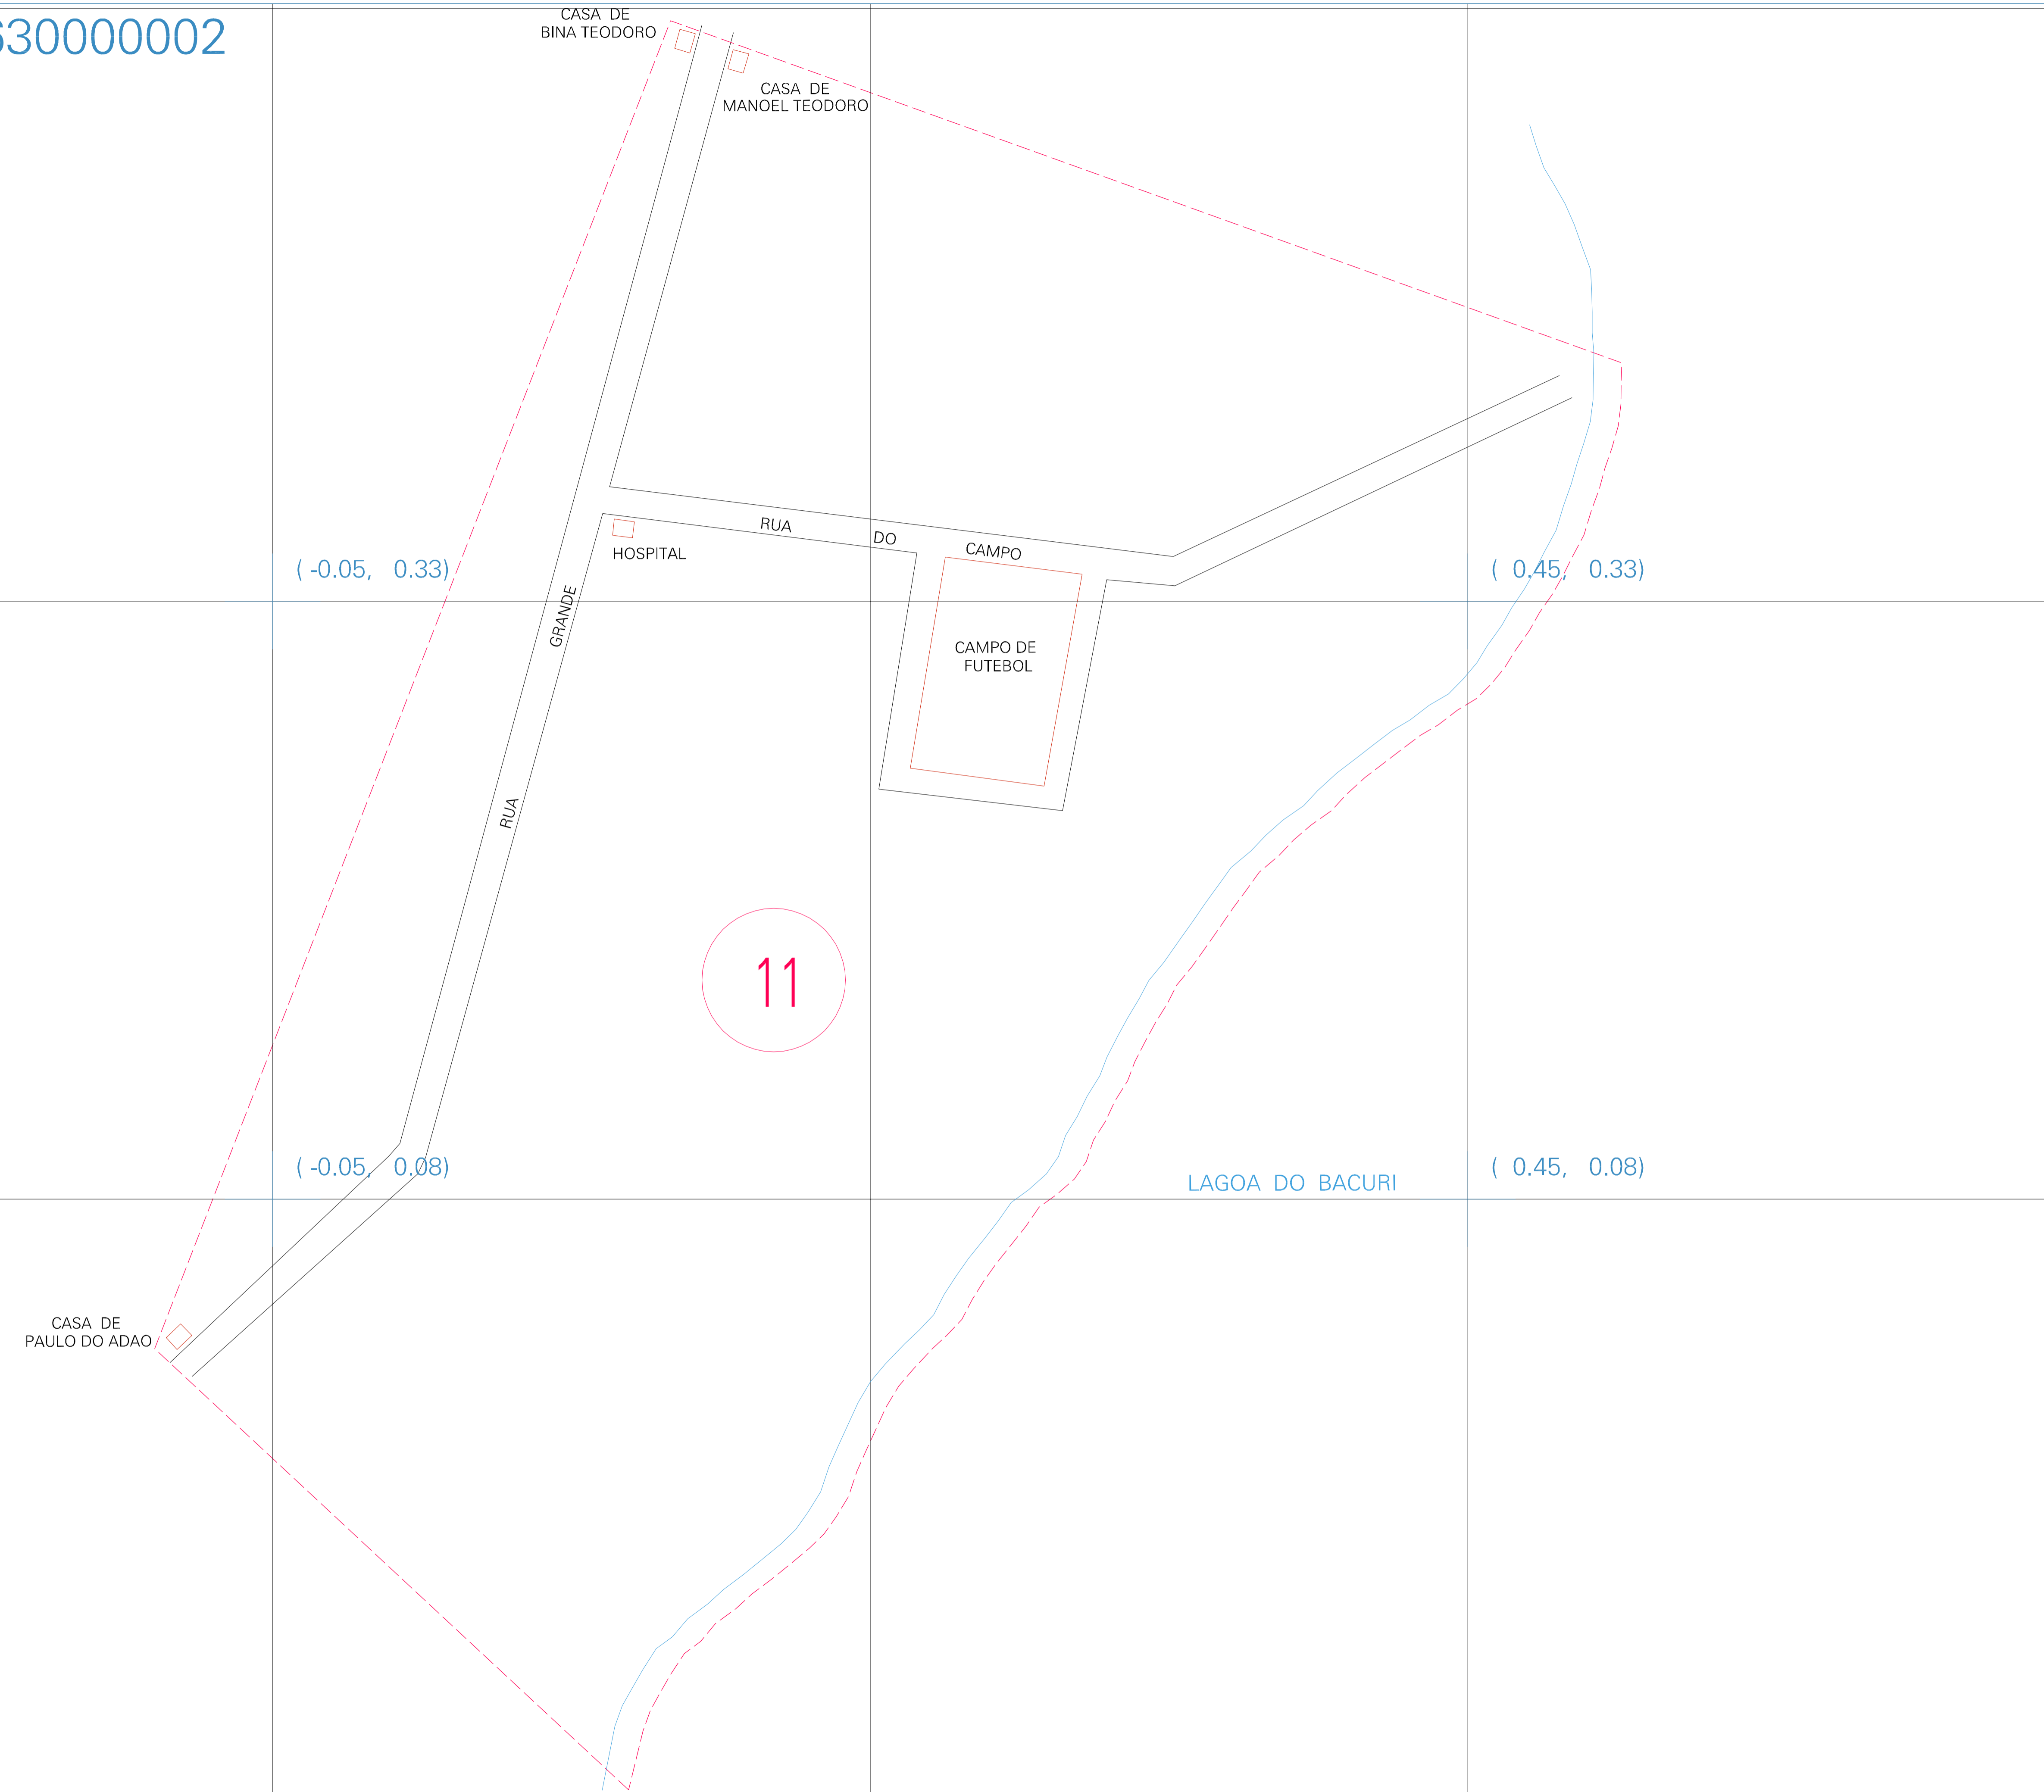 30000002
CASA DE
BINA TEODORO
CASA DE
MANOEL TEODORO
RUA DO CAMPO
HOSPITAL
(-0.05, 0.33)
(0.45, 0.33)
RUA GRANDE
CAMPO DE
FUTEBOL
11
(-0.05, 0.08)
(0.45, 0.08)
LAGOA DO BACURI
CASA DE
PAULO DO ADAO